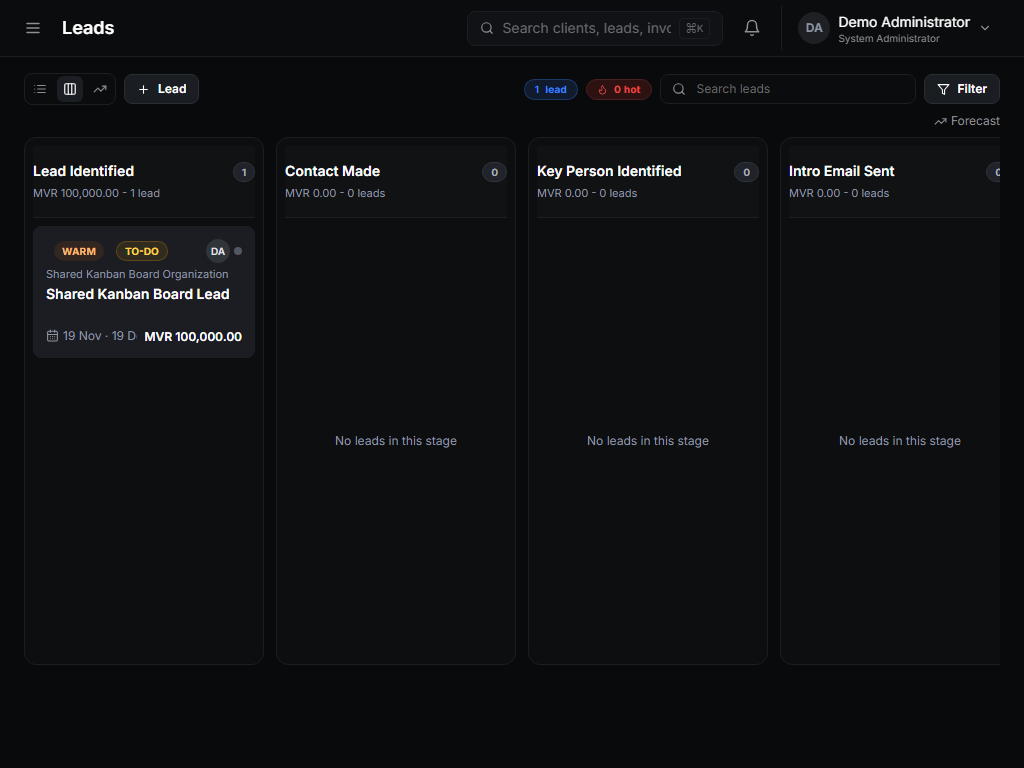 Leads
Search clients, leads, invc
⌘K
DA
Demo Administrator
System Administrator
+ Lead
1 lead
0 hot
Search leads
Filter
Forecast
Lead Identified
1
MVR 100,000.00 - 1 lead
WARM
TO-DO
DA
Shared Kanban Board Organization
Shared Kanban Board Lead
19 Nov · 19 D
MVR 100,000.00
Contact Made
0
MVR 0.00 - 0 leads
No leads in this stage
Key Person Identified
0
MVR 0.00 - 0 leads
No leads in this stage
Intro Email Sent
0
MVR 0.00 - 0 leads
No leads in this stage